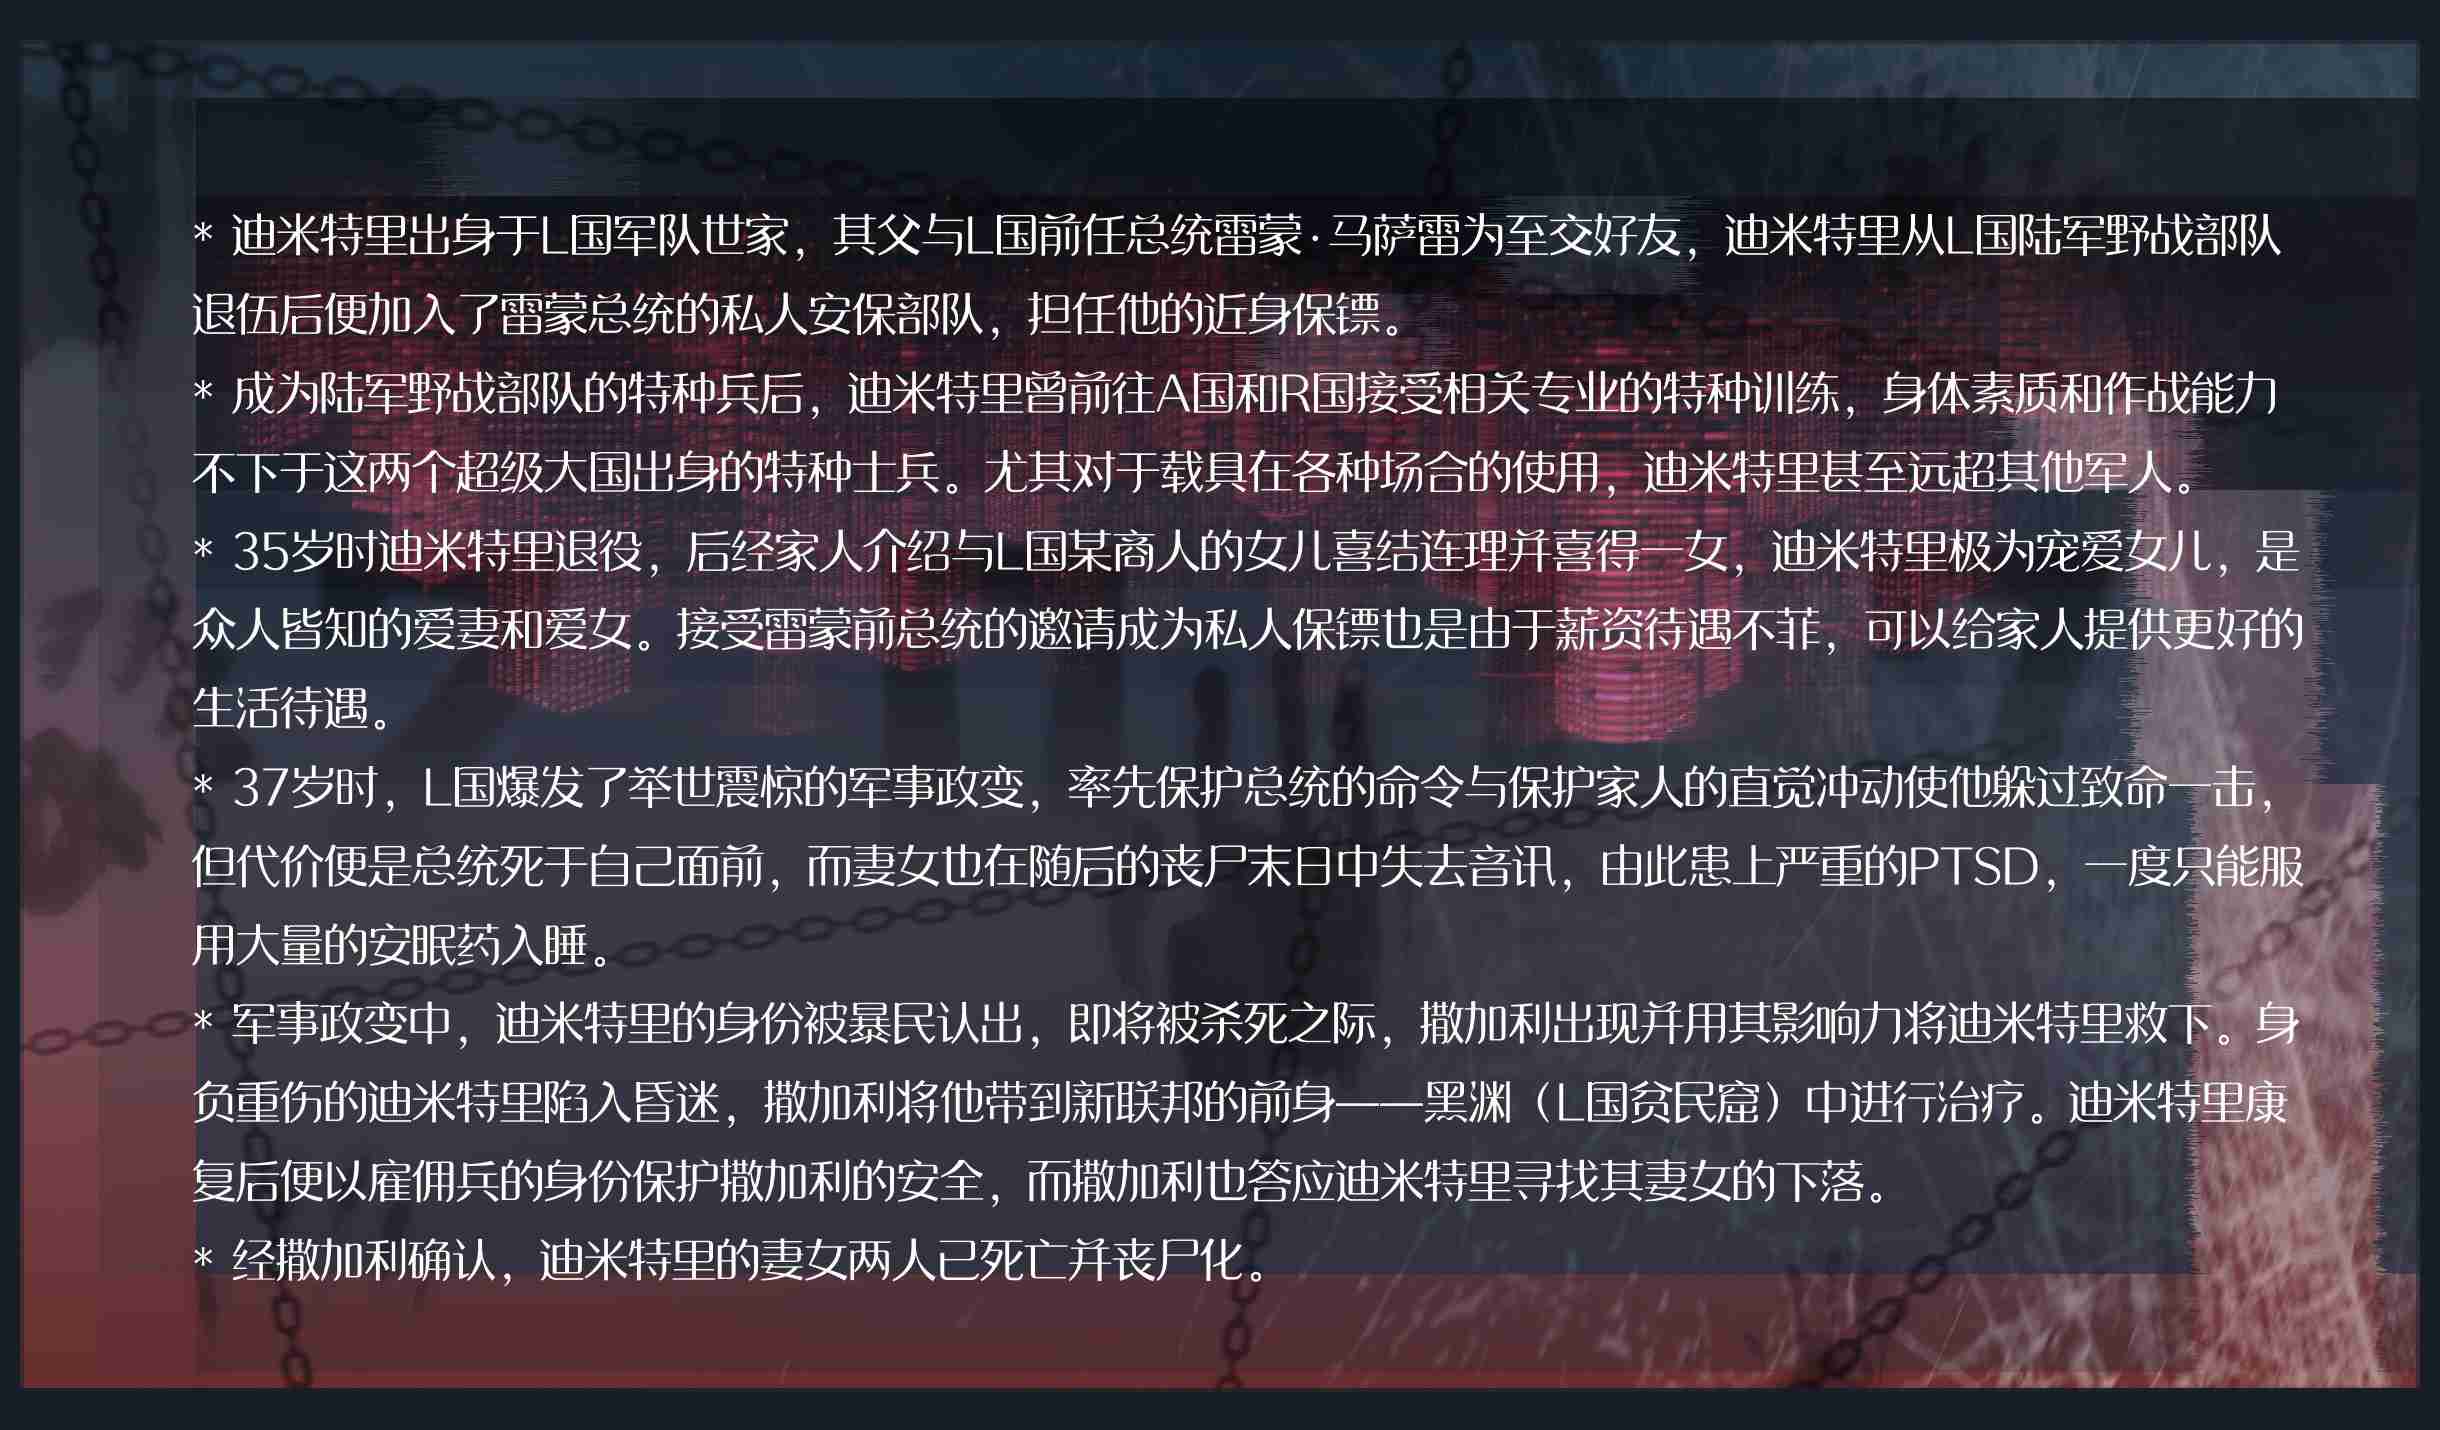 * 迪米特里出身于L国军队世家，其父与L国前任总统雷蒙·马萨雷为至交好友，迪米特里从L国陆军野战部队
退伍后便加入了雷蒙总统的私人安保部队，担任他的近身保镖。
* 成为陆军野战部队的特种兵后，迪米特里曾前往A国和R国接受相关专业的特种训练，身体素质和作战能力
不下于这两个超级大国出身的特种士兵。尤其对于载具在各种场合的使用，迪米特里甚至远超其他军人。
* 35岁时迪米特里退役，后经家人介绍与L国某商人的女儿喜结连理并喜得一女，迪米特里极为宠爱女儿，是
众人皆知的爱妻和爱女。接受雷蒙前总统的邀请成为私人保镖也是由于薪资待遇不菲，可以给家人提供更好的
生活待遇。
* 37岁时，L国爆发了举世震惊的军事政变，率先保护总统的命令与保护家人的直觉冲动使他躲过致命一击，
但代价便是总统死于自己面前，而妻女也在随后的丧尸末日中失去音讯，由此患上严重的PTSD，一度只能服
用大量的安眠药入睡。
* 军事政变中，迪米特里的身份被暴民认出，即将被杀死之际，撒加利出现并用其影响力将迪米特里救下。身
负重伤的迪米特里陷入昏迷，撒加利将他带到新联邦的前身——黑渊（L国贫民窟）中进行治疗。迪米特里康
复后便以雇佣兵的身份保护撒加利的安全，而撒加利也答应迪米特里寻找其妻女的下落。
* 经撒加利确认，迪米特里的妻女两人已死亡并丧尸化。